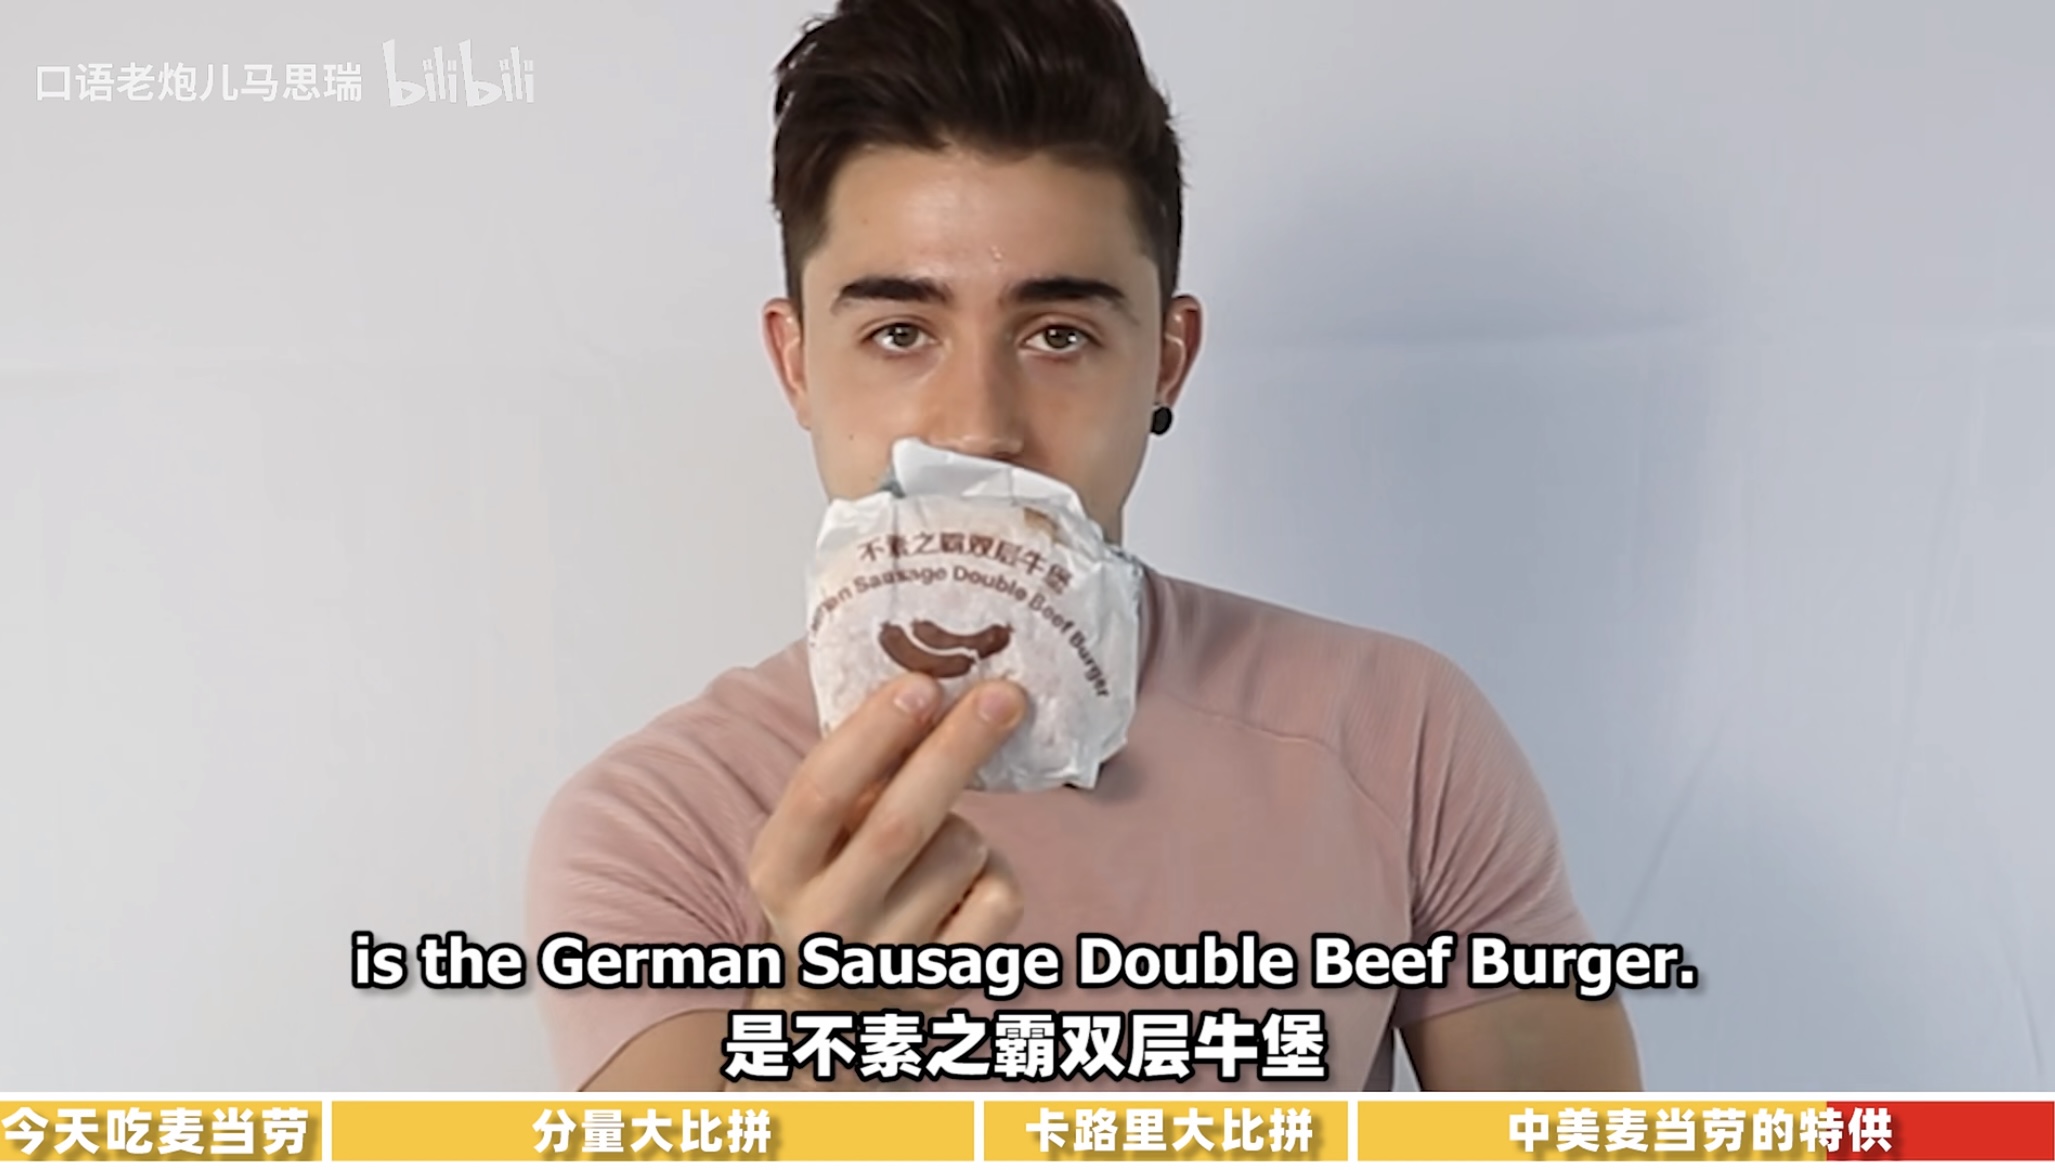 口语老炮儿马思瑞 bilibili
不素之霸双层牛堡
Sausage Double Beef Burger
is the German Sausage Double Beef Burger.
是不素之霸双层牛堡
今天吃麦当劳 分量大比拼 卡路里大比拼 中美麦当劳的特供